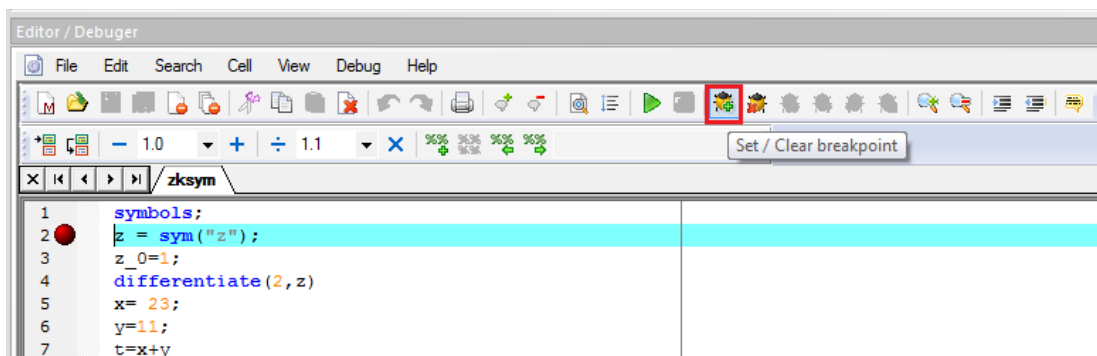 Editor / Debuger
File Edit Search Cell View Debug Help
1.0 1.1
Set / Clear breakpoint
zksym
1 symbols;
2 z = sym("z");
3 z_0=1;
4 differentiate(2,z)
5 x= 23;
6 y=11;
7 t=x+y